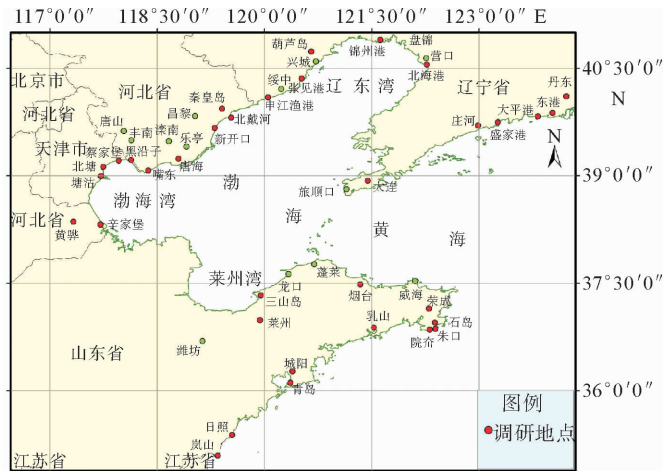 117°0′0″ 118°30′0″ 120°0′0″ 121°30′0″ 123°0′0″ E
葫芦岛 锦州港 盘锦
兴城 营口
40°30′0″
北京市 河北省 绥中 张见港 辽东湾 北海港 辽宁省
申江渔港 丹东
秦皇岛 N
河北省 唐山 昌黎 北戴河 大平港 东港
丰南 滦南 乐亭 新开口 庄河 盛家港
天津市 蔡家堡 黑沿子 N
北塘 嘴东 唐海 39°0′0″
塘沽 渤海湾 渤 旅顺口 大连
河北省 辛家堡 海 黄 海
黄骅
莱州湾 蓬莱
龙口 烟台 威海 37°30′0″
三山岛 荣成
莱州 乳山 石岛
山东省 潍坊 院夼 朱口
城阳
青岛 36°0′0″
图例
日照 调研地点
岚山
江苏省 江苏省